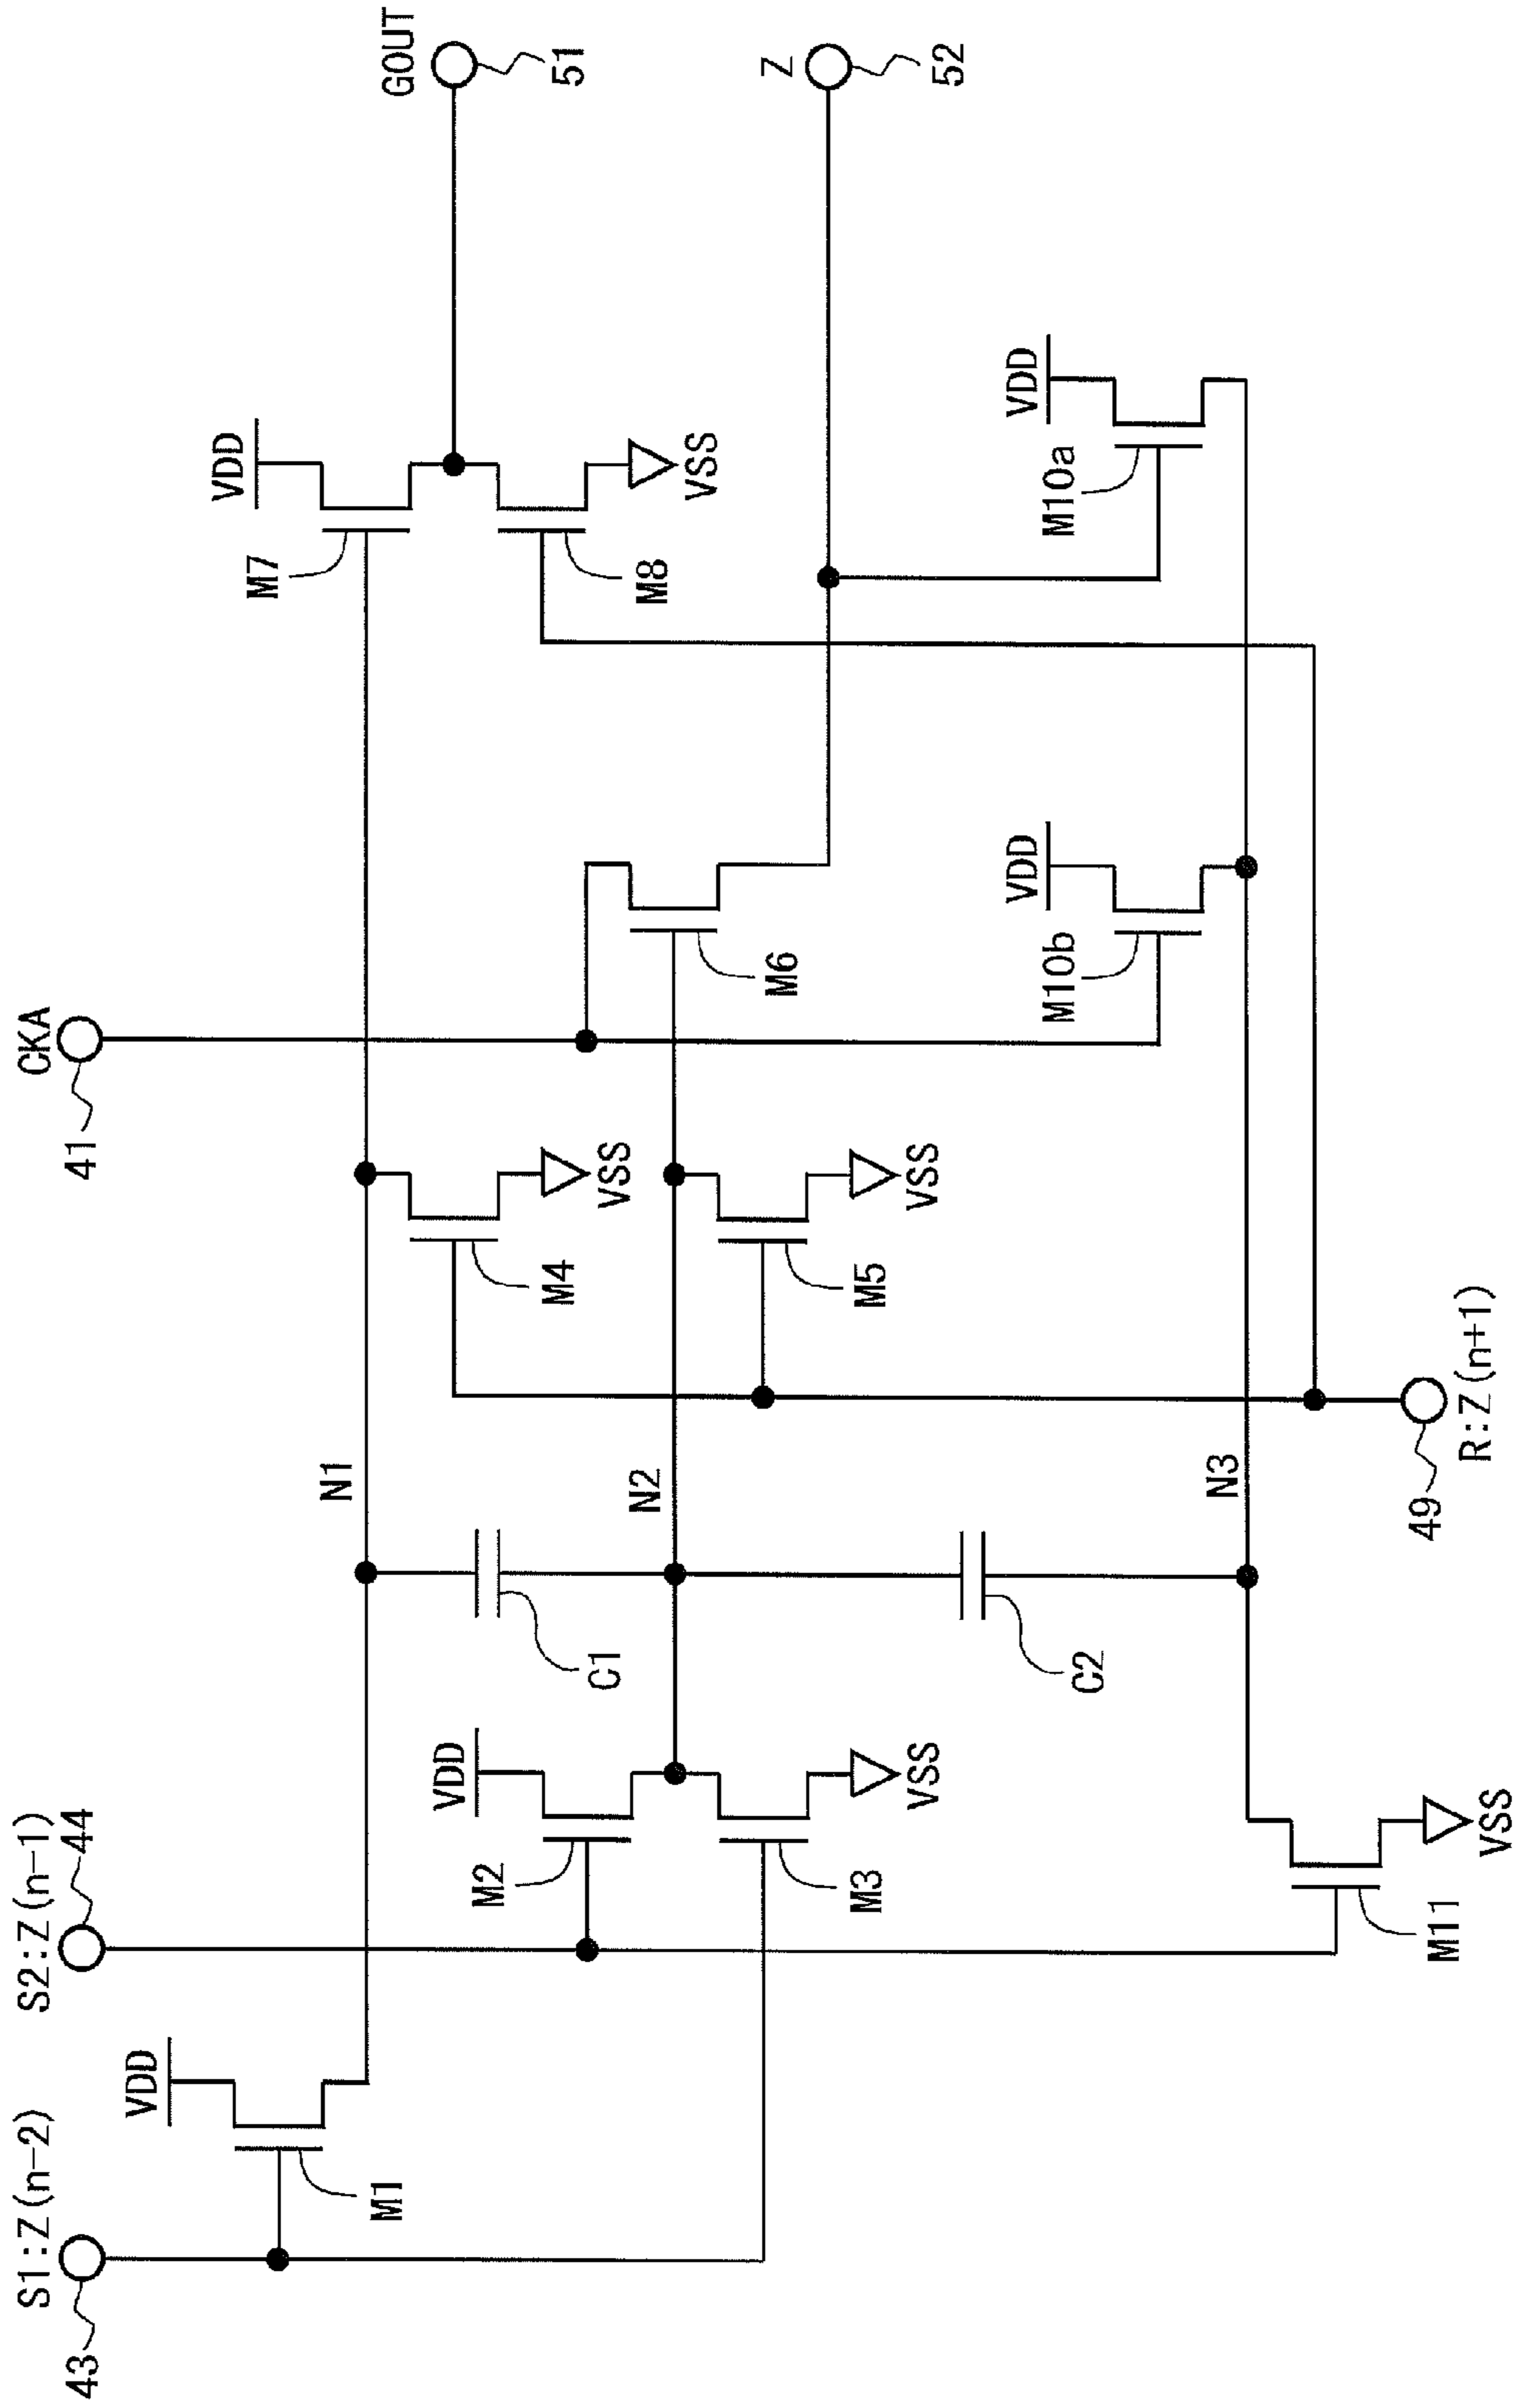 S1:Z(n-2)
43
S2:Z(n-1)
44
CKA
41
GOUT
51
Z
52
VDD
M1
VDD
M2
M3
VSS
M11
VSS
C1
C2
N1
N2
N3
M4
VSS
M5
VSS
R:Z(n+1)
49
M6
VDD
M10b
VDD
M7
M8
VSS
VDD
M10a